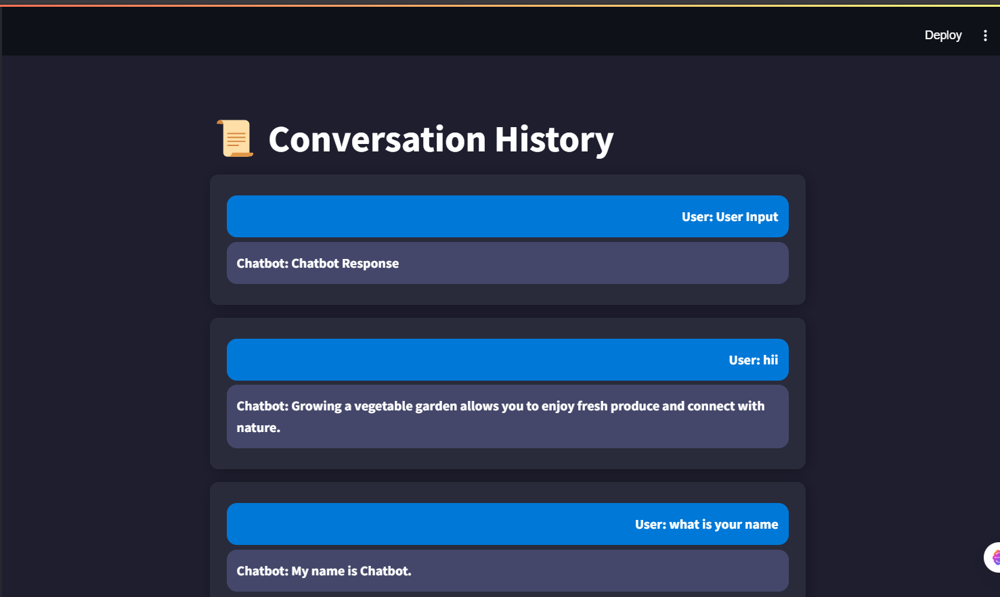 Deploy
Conversation History
User: User Input
Chatbot: Chatbot Response
User: hii
Chatbot: Growing a vegetable garden allows you to enjoy fresh produce and connect with
nature.
User: what is your name
Chatbot: My name is Chatbot.